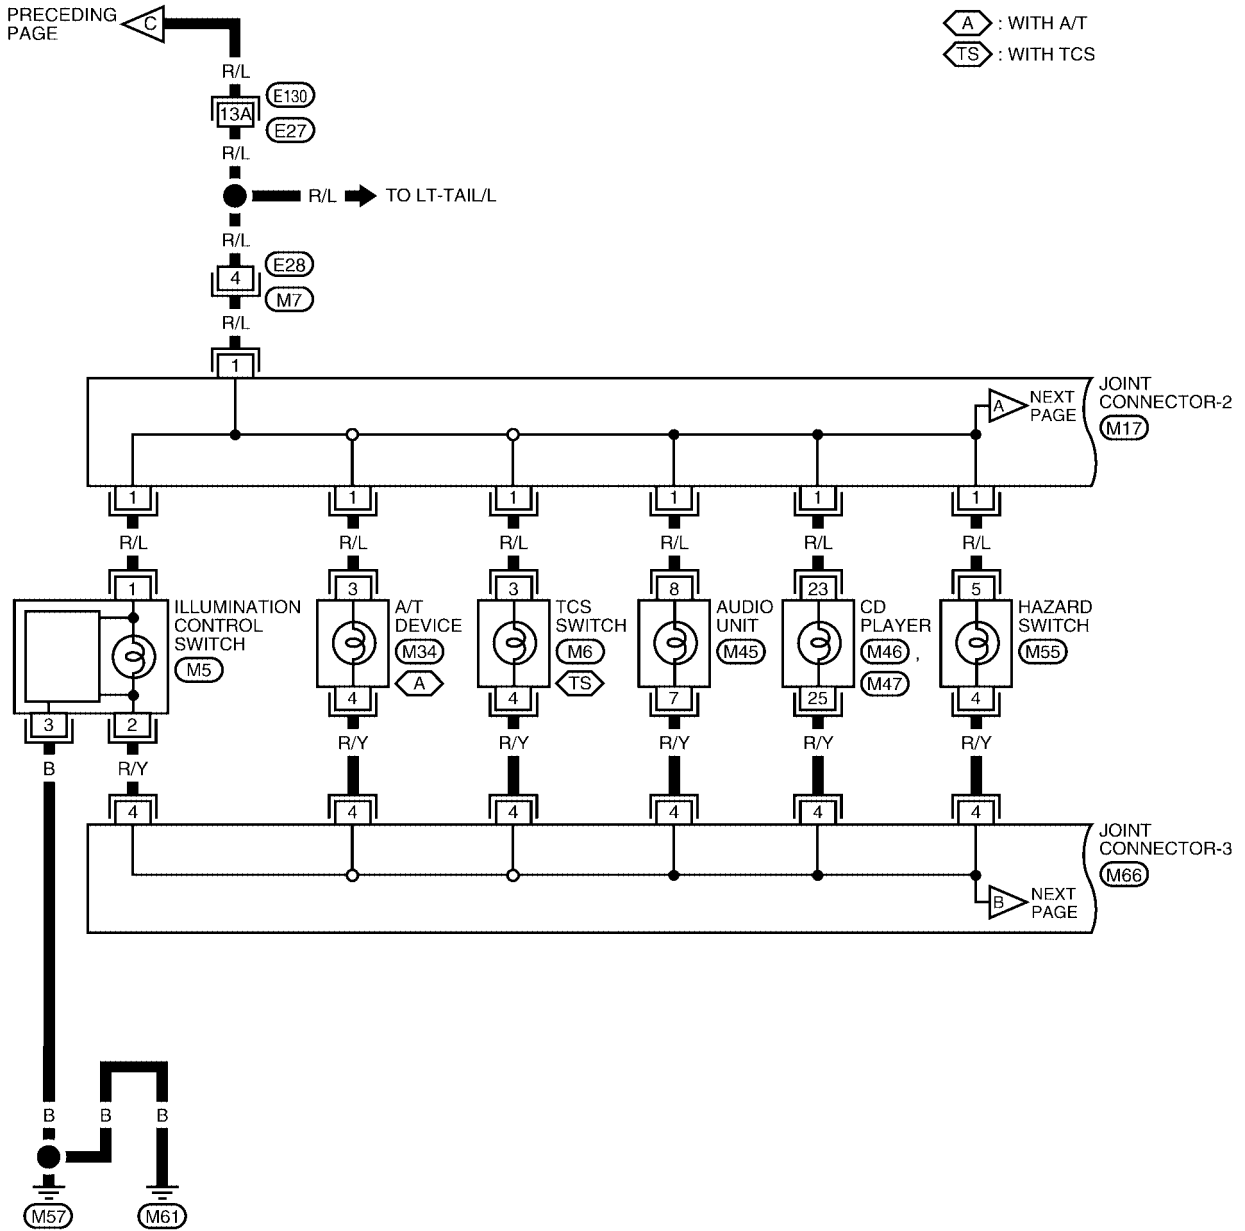 PRECEDING
PAGE
C
A : WITH A/T
TS : WITH TCS
R/L
13A
E130
E27
R/L
R/L
TO LT-TAIL/L
R/L
4
E28
M7
R/L
1
A
NEXT
PAGE
JOINT
CONNECTOR-2
M17
1 1 1 1 1 1
R/L R/L R/L R/L R/L R/L
1 3 3 8 23 5
ILLUMINATION
CONTROL
SWITCH
M5
A/T
DEVICE
M34
A
TCS
SWITCH
M6
TS
AUDIO
UNIT
M45
CD
PLAYER
M46 ,
M47
HAZARD
SWITCH
M55
3 2 4 4 7 25 4
B R/Y R/Y R/Y R/Y R/Y R/Y
4 4 4 4 4 4
JOINT
CONNECTOR-3
M66
B
NEXT
PAGE
B B B
M57 M61